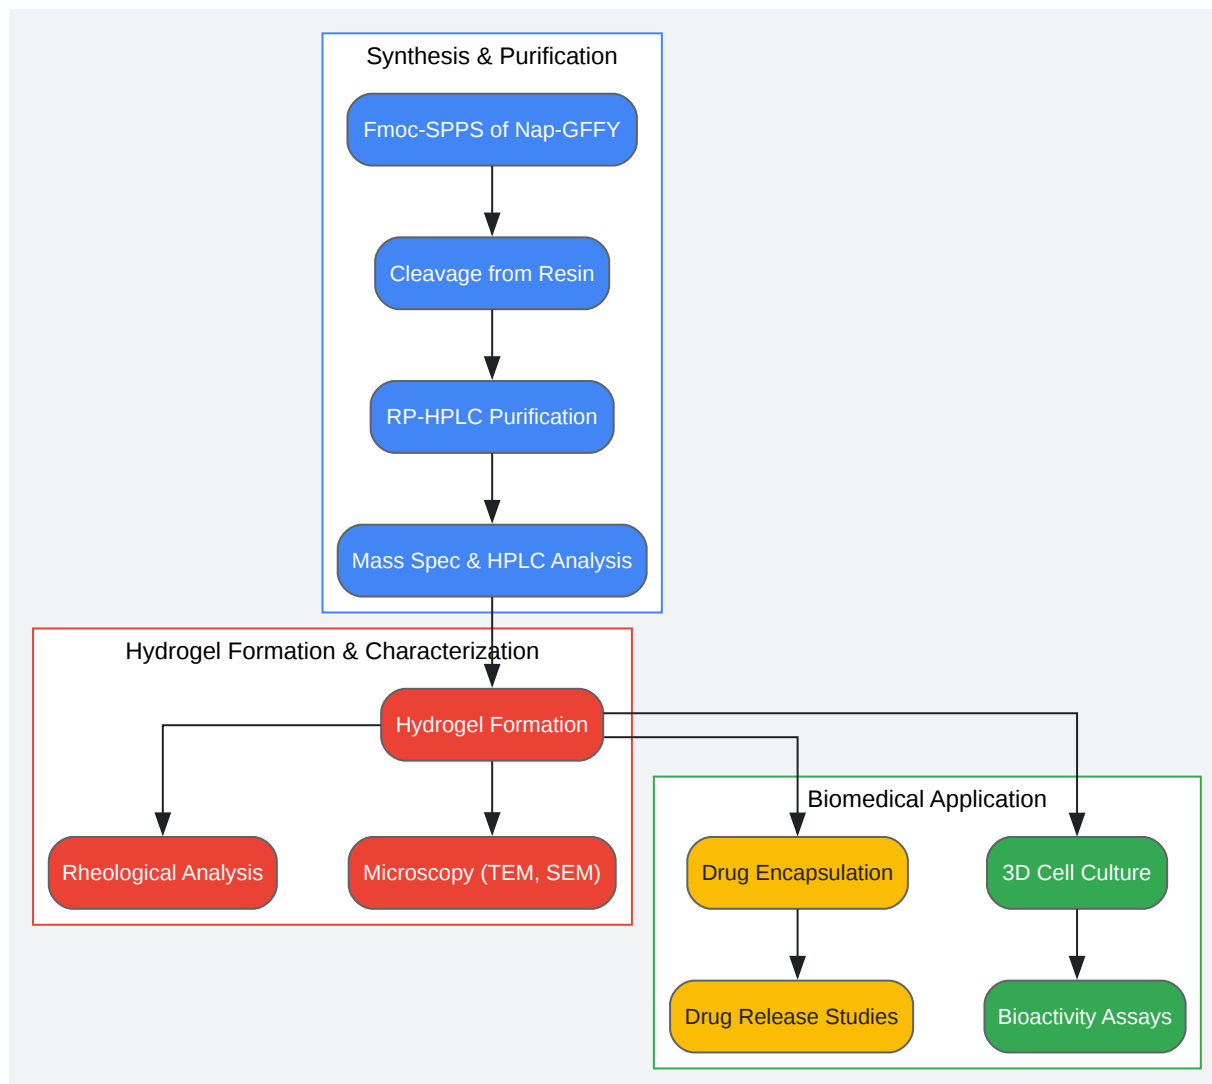 Synthesis & Purification
Fmoc-SPPS of Nap-GFFY
Cleavage from Resin
RP-HPLC Purification
Mass Spec & HPLC Analysis
Hydrogel Formation & Characterization
Hydrogel Formation
Rheological Analysis
Microscopy (TEM, SEM)
Biomedical Application
Drug Encapsulation
3D Cell Culture
Drug Release Studies
Bioactivity Assays